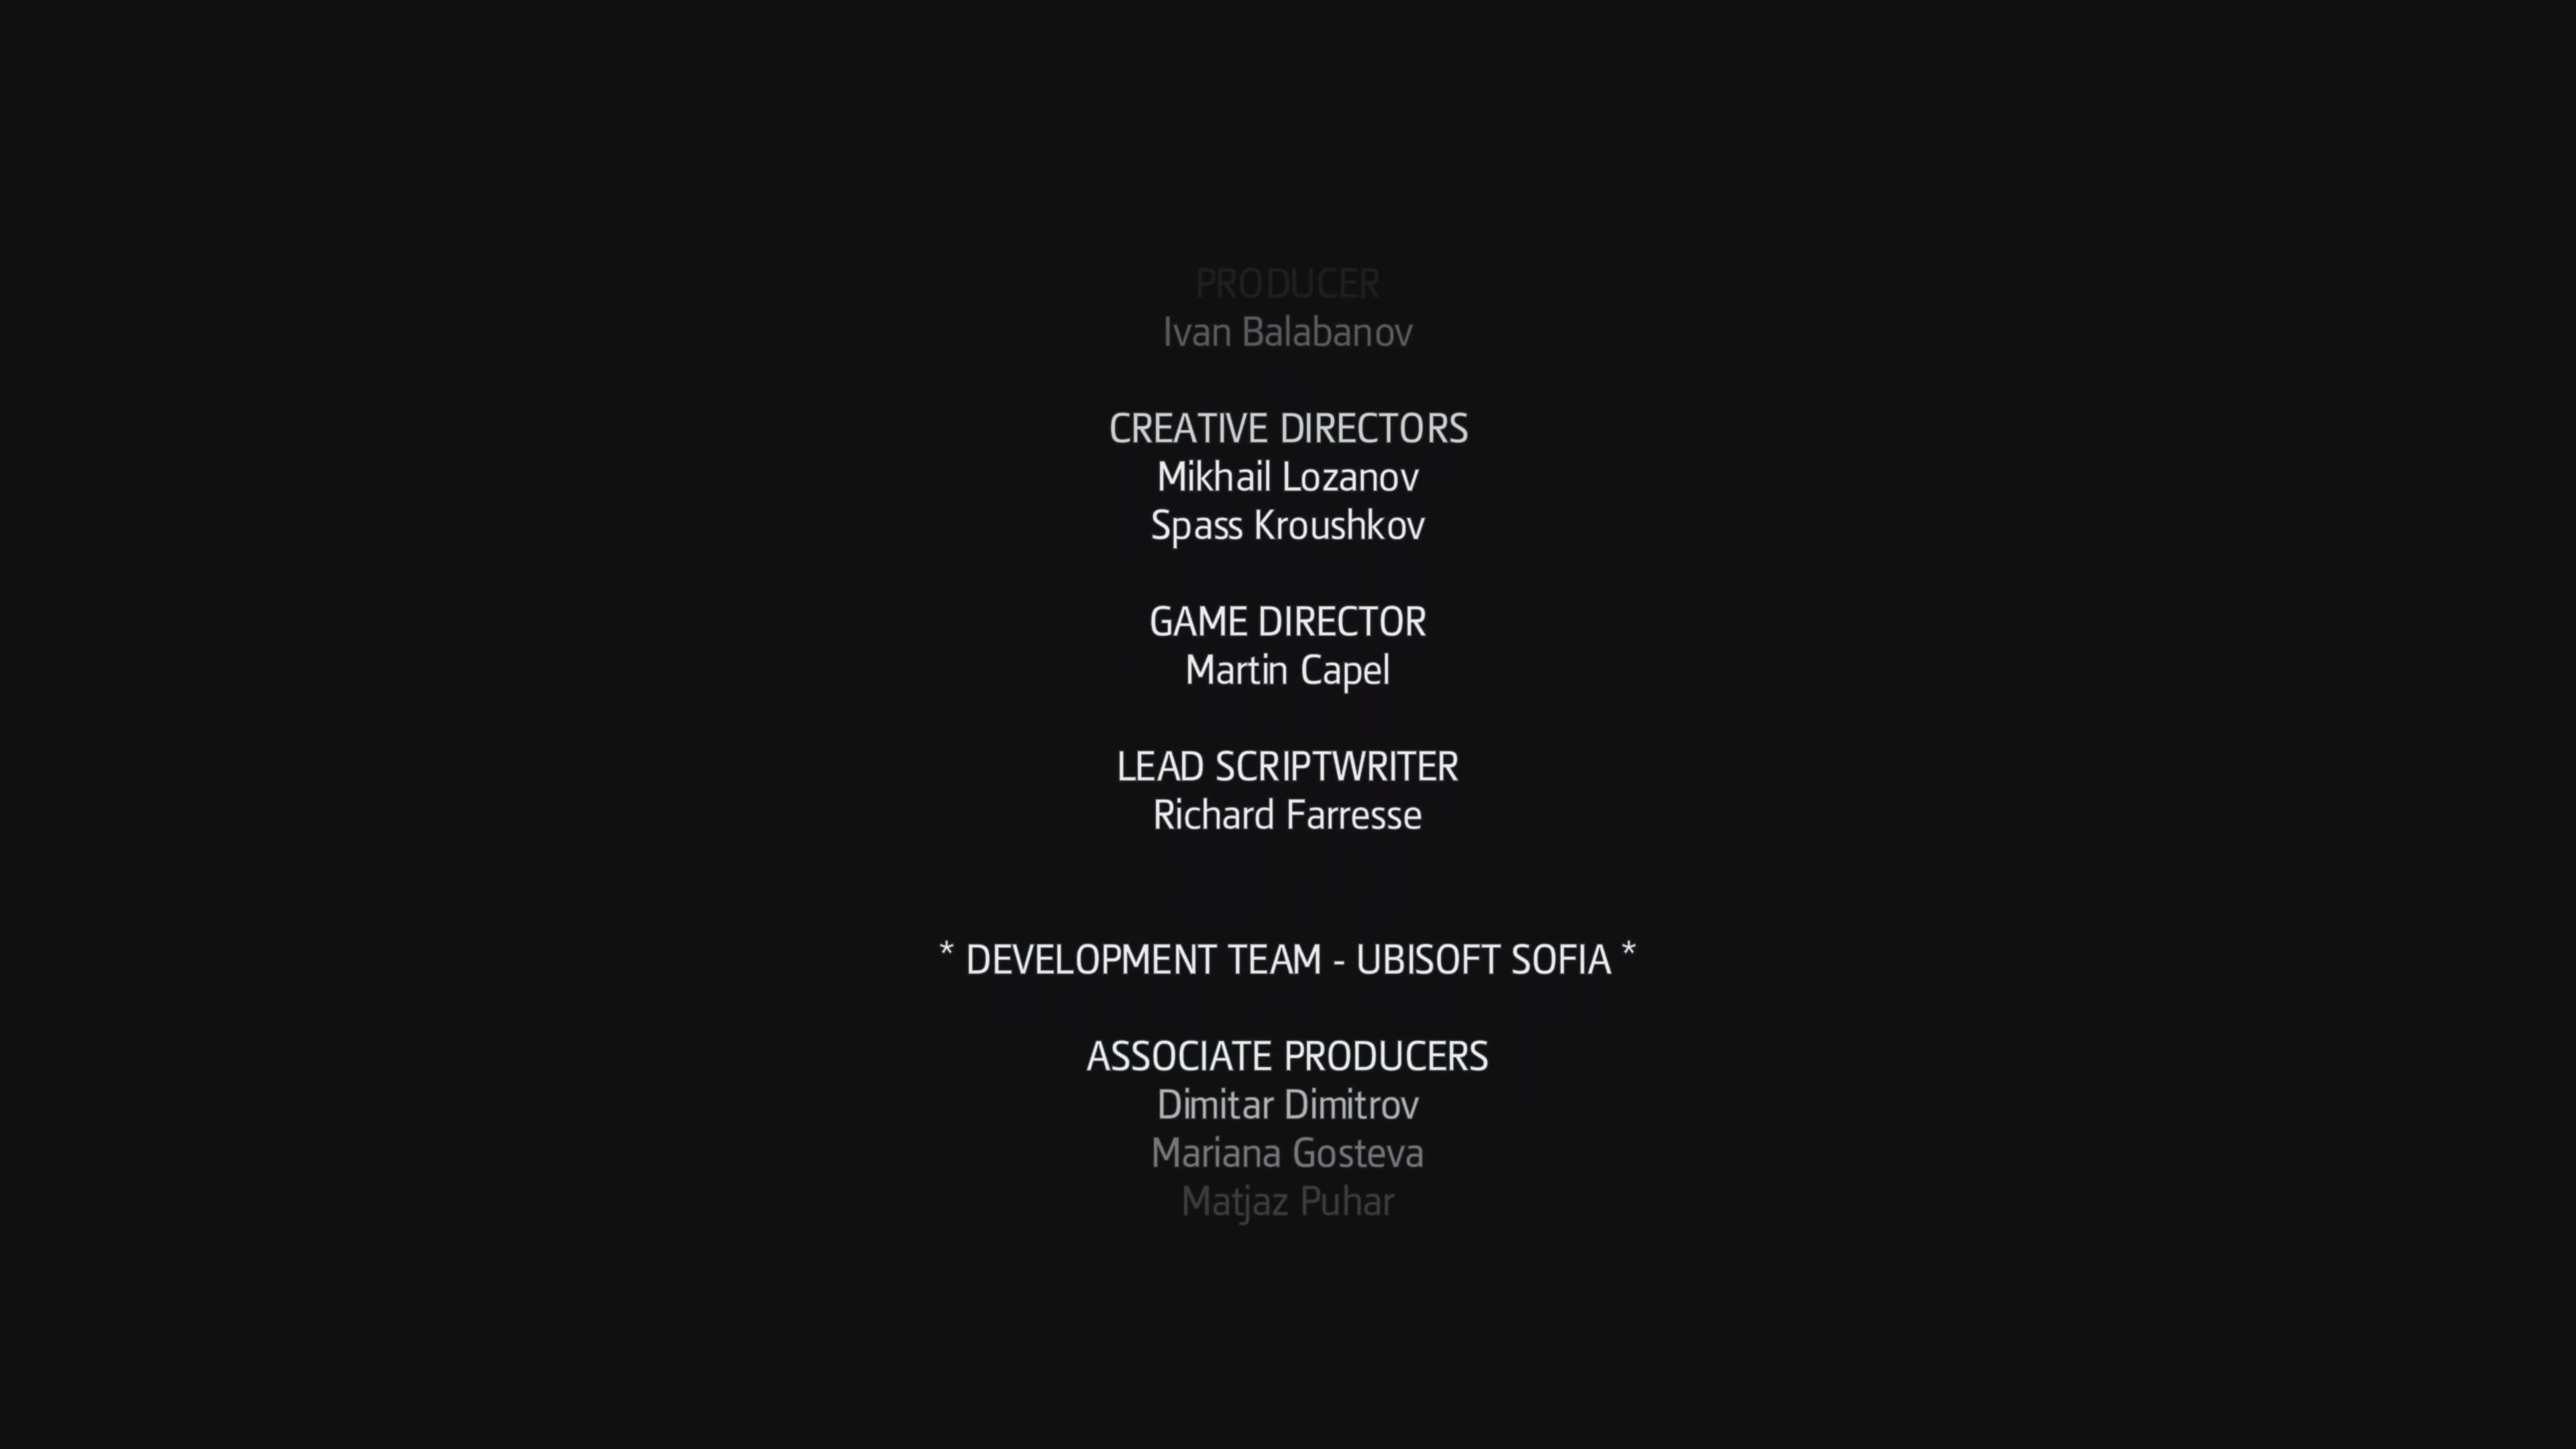 PRODUCER
Ivan Balabanov
CREATIVE DIRECTORS
Mikhail Lozanov
Spass Kroushkov
GAME DIRECTOR
Martin Capel
LEAD SCRIPTWRITER
Richard Farresse
* DEVELOPMENT TEAM - UBISOFT SOFIA *
ASSOCIATE PRODUCERS
Dimitar Dimitrov
Mariana Gosteva
Matjaz Puhar